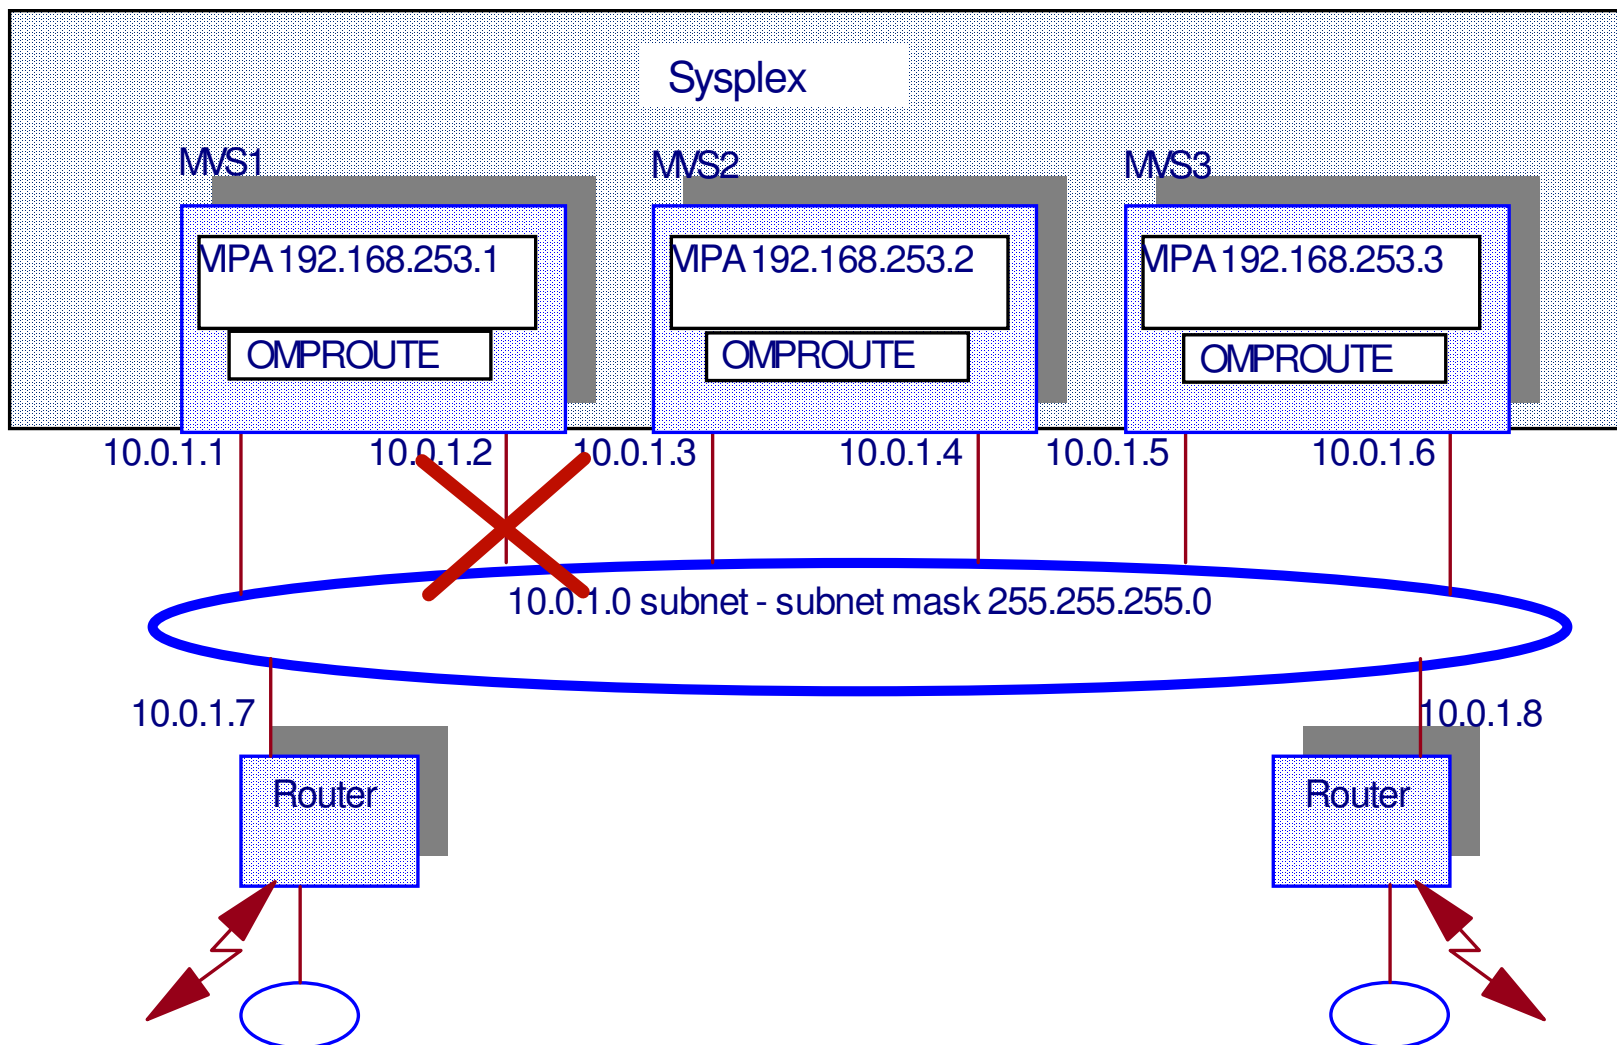 Sysplex
MVS1
MVS2
MVS3
VIPA 192.168.253.1
VIPA 192.168.253.2
VIPA 192.168.253.3
OMPROUTE
OMPROUTE
OMPROUTE
10.0.1.1
10.0.1.2
10.0.1.3
10.0.1.4
10.0.1.5
10.0.1.6
10.0.1.0 subnet - subnet mask 255.255.255.0
10.0.1.7
10.0.1.8
Router
Router